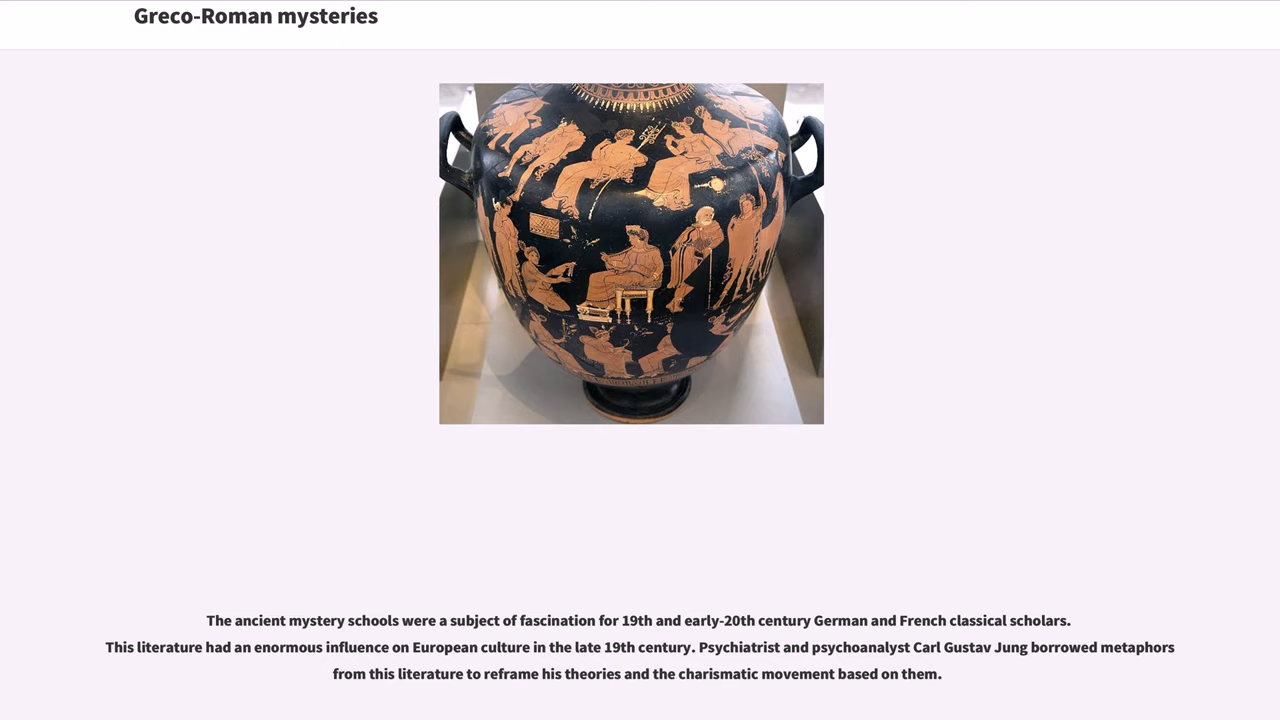 Greco-Roman mysteries
The ancient mystery schools were a subject of fascination for 19th and early-20th century German and French classical scholars.
This literature had an enormous influence on European culture in the late 19th century. Psychiatrist and psychoanalyst Carl Gustav Jung borrowed metaphors
from this literature to reframe his theories and the charismatic movement based on them.